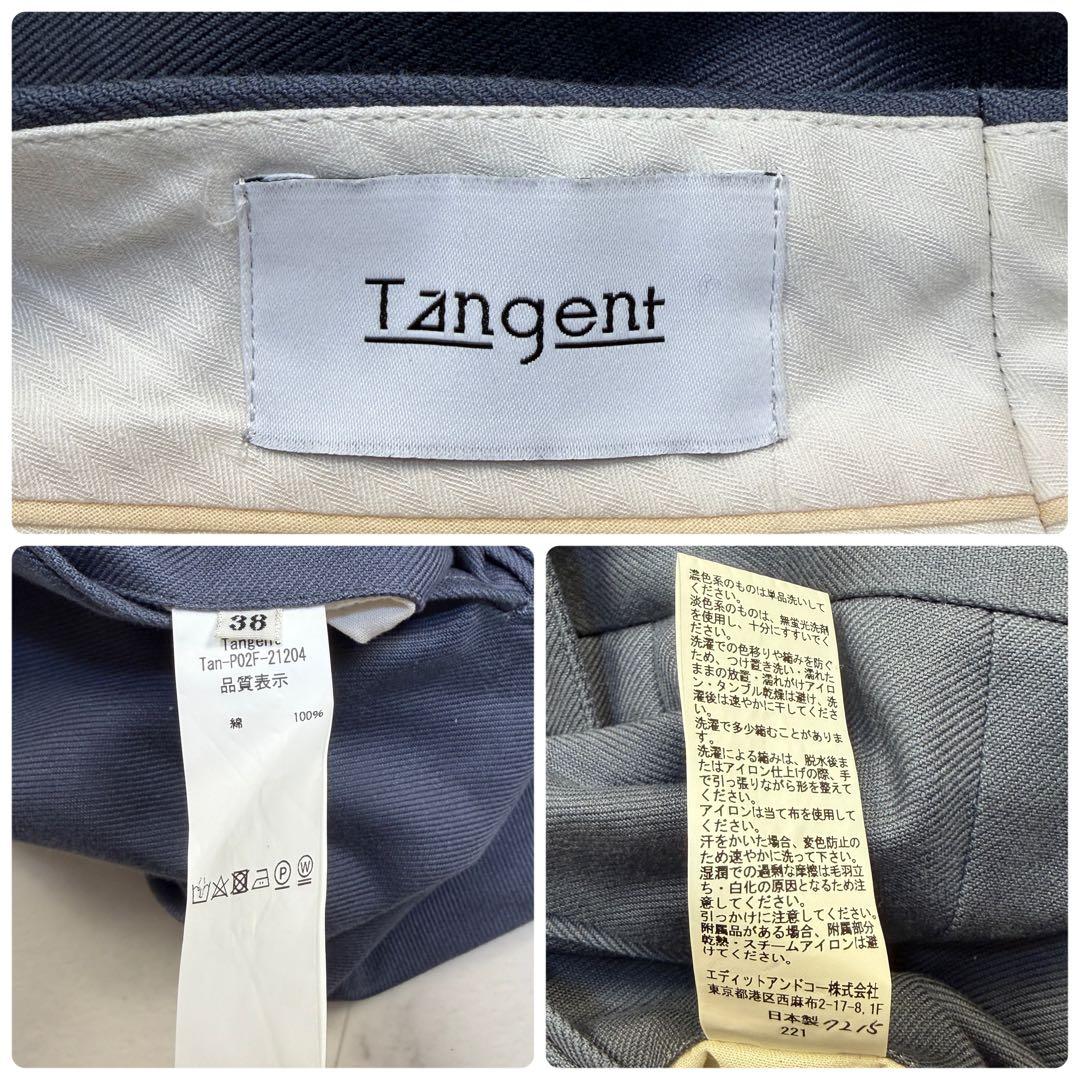 Tangent
38
Tangent
Tan-P02F-21204
品質表示
綿 100%
P
W
濃色系のものは単品洗いして
ください。
淡色系のものは、無蛍光洗剤
を使用し、十分にすすいでく
ださい。
洗濯での色移りや縮みを防ぐ
ため、つけ置き洗い・濡れた
ままの放置・濡れがけアイロ
ン・タンブル乾燥は避け、洗
濯後は速やかに干してくださ
い。
洗濯で多少縮むことがありま
す。
洗濯による縮みは、脱水後ま
たはアイロン仕上げの際、手
で引っ張りながら形を整えて
ください。
アイロンは当て布を使用して
ください。
汗をかいた場合、変色防止の
ため速やかに洗って下さい。
湿潤での過剰な摩擦は毛羽立
ち・白化の原因となるため注
意してください。
引っかけに注意してください。
附属品がある場合、附属部分
乾熱・スチームアイロンは避
けてください。
エディットアンドコー株式会社
東京都港区西麻布2-17-8,1F
日本製 7215
221